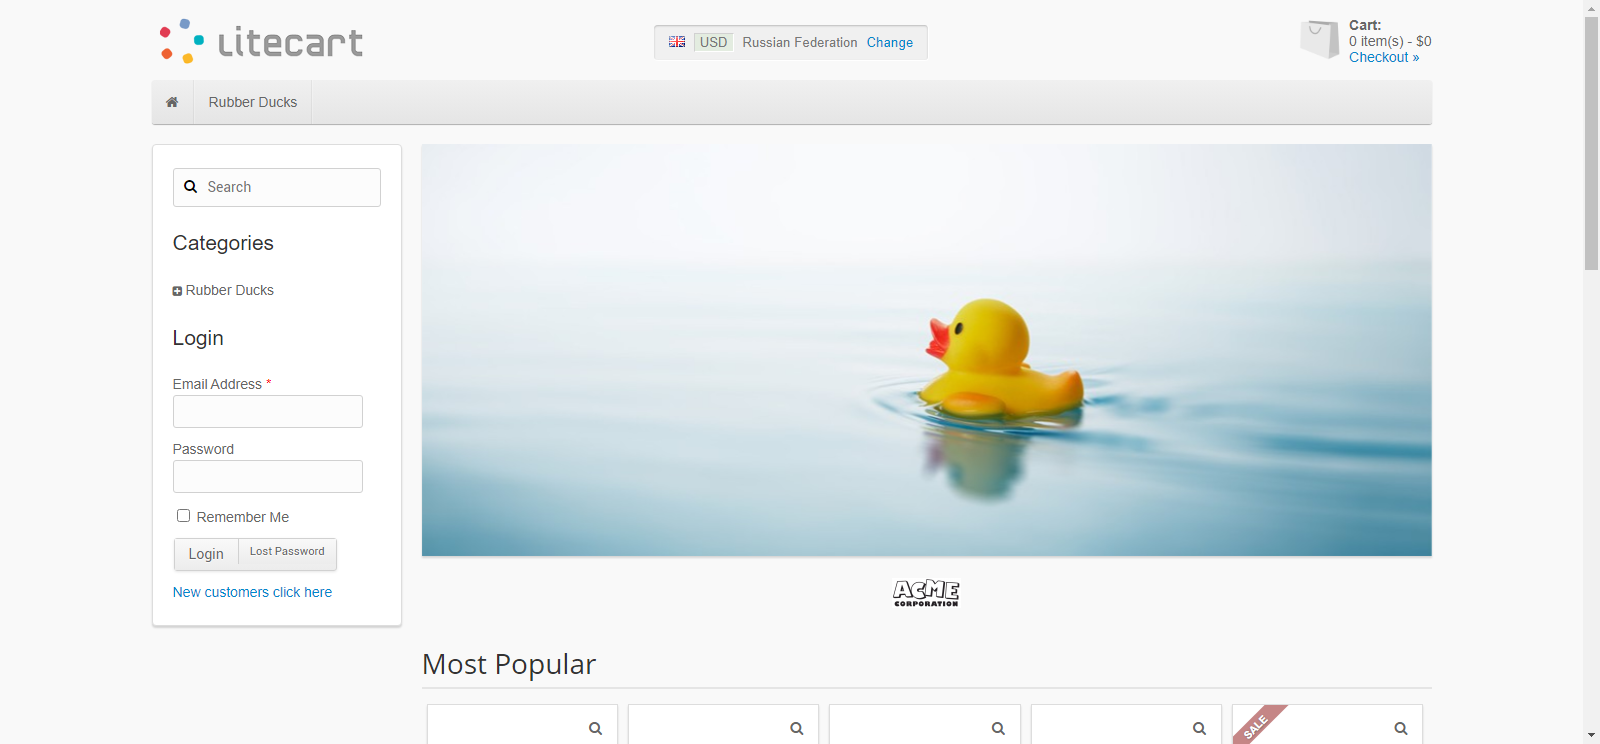 litecart
USD Russian Federation Change
Cart:
0 item(s) - $0
Checkout »
Rubber Ducks
Search
Categories
Rubber Ducks
Login
Email Address *
Password
Remember Me
Login Lost Password
New customers click here
ACME
CORPORATION
Most Popular
SALE